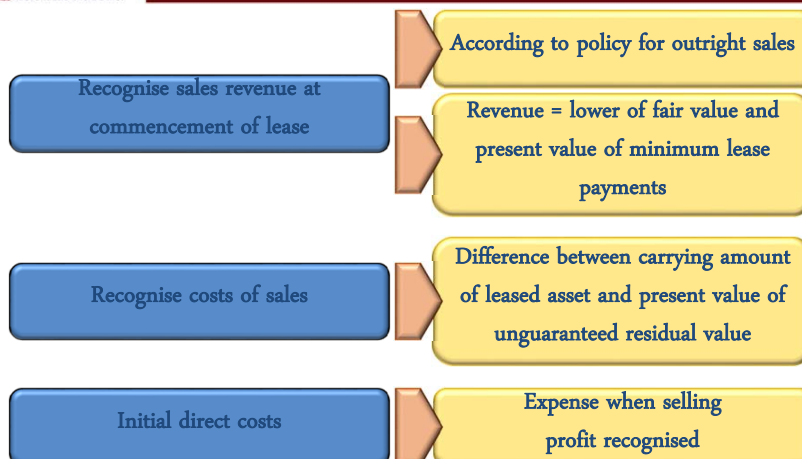 Recognise sales revenue at
commencement of lease
According to policy for outright sales
Revenue = lower of fair value and
present value of minimum lease
payments
Recognise costs of sales
Difference between carrying amount
of leased asset and present value of
unguaranteed residual value
Initial direct costs
Expense when selling
profit recognised